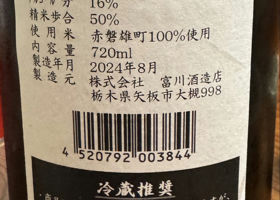 16%
精米歩合 50%
使用米 赤磐雄町100%使用
内容量 720ml
製造年月 2024年8月
製造元 株式会社 富川酒造店
栃木県矢板市大槻998
4 520792 003844
冷蔵推奨